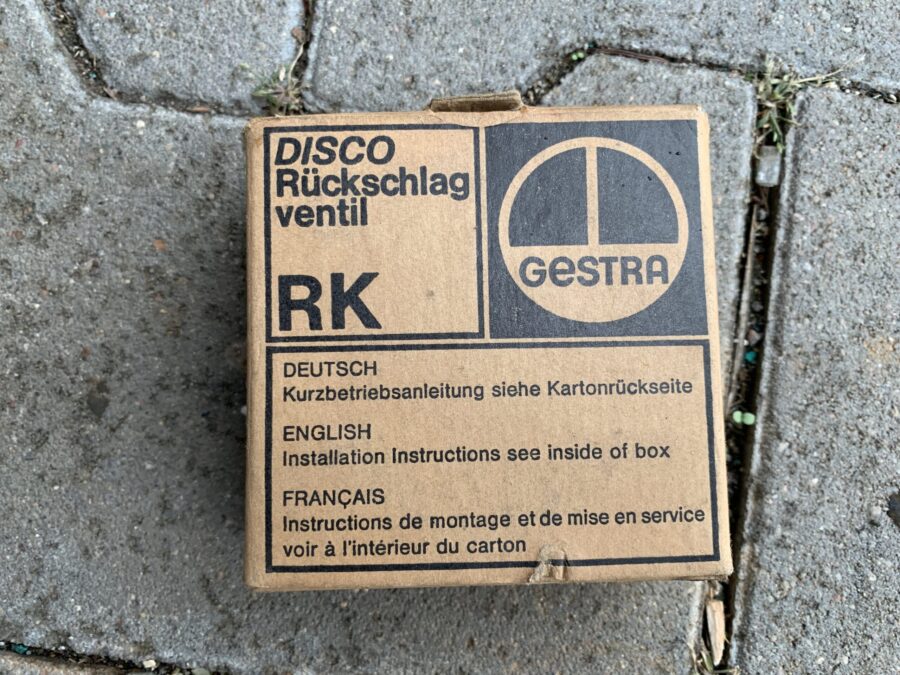 DISCO
Rückschlag
ventil
RK
GESTRA
DEUTSCH
Kurzbetriebsanleitung siehe Kartonrückseite
ENGLISH
Installation Instructions see inside of box
FRANÇAIS
Instructions de montage et de mise en service
voir à l'intérieur du carton